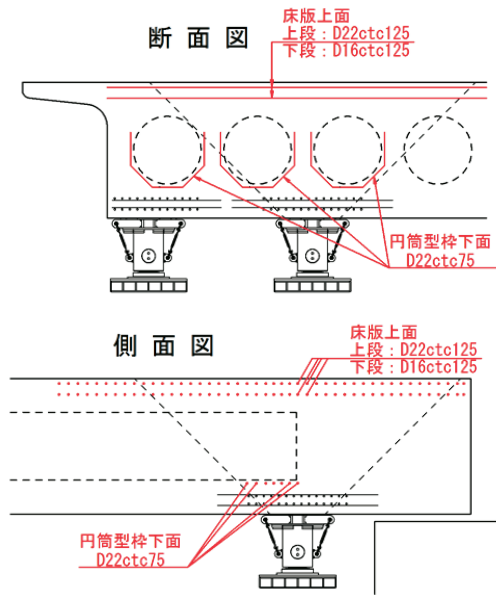 断面図
床版上面
上段：D22ctc125
下段：D16ctc125
円筒型枠下面
D22ctc75
側面図
床版上面
上段：D22ctc125
下段：D16ctc125
円筒型枠下面
D22ctc75